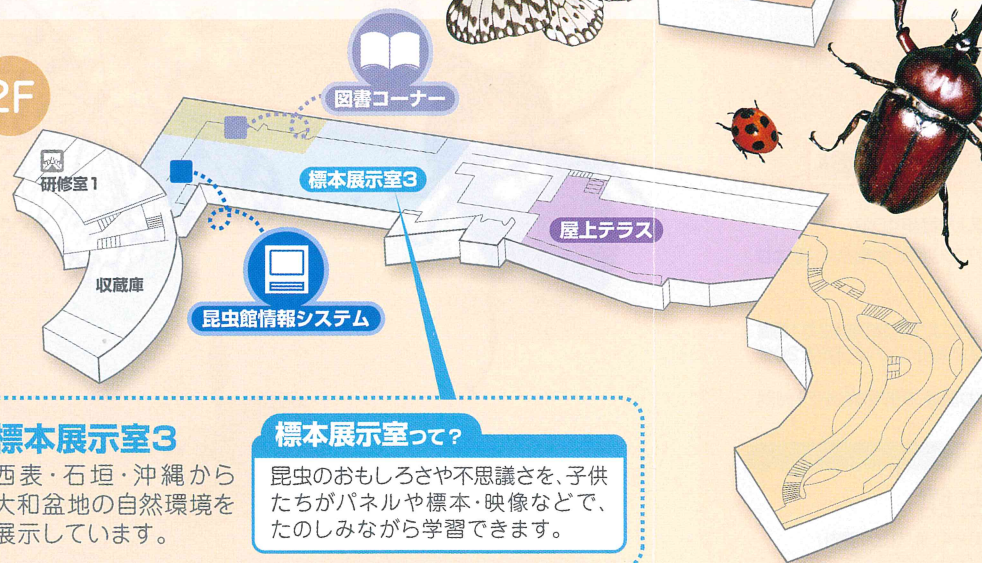 2F
図書コーナー
研修室1
標本展示室3
屋上テラス
収蔵庫
昆虫館情報システム
標本展示室3
西表・石垣・沖縄から
大和盆地の自然環境を
展示しています。
標本展示室って？
昆虫のおもしろさや不思議さを、子供
たちがパネルや標本・映像などで、
たのしみながら学習できます。